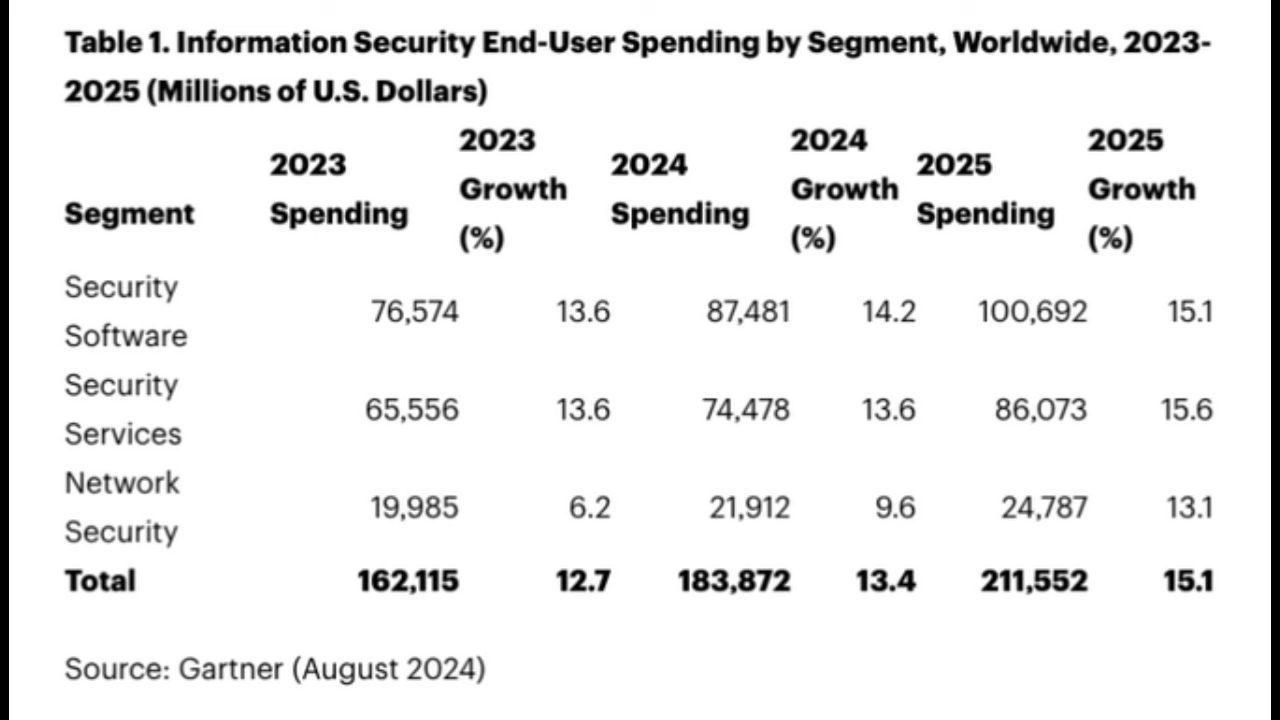 Table 1. Information Security End-User Spending by Segment, Worldwide, 2023-
2025 (Millions of U.S. Dollars)
Segment 2023 Spending 2023 Growth (%) 2024 Spending 2024 Growth (%) 2025 Spending 2025 Growth (%)
Security Software 76,574 13.6 87,481 14.2 100,692 15.1
Security Services 65,556 13.6 74,478 13.6 86,073 15.6
Network Security 19,985 6.2 21,912 9.6 24,787 13.1
Total 162,115 12.7 183,872 13.4 211,552 15.1
Source: Gartner (August 2024)